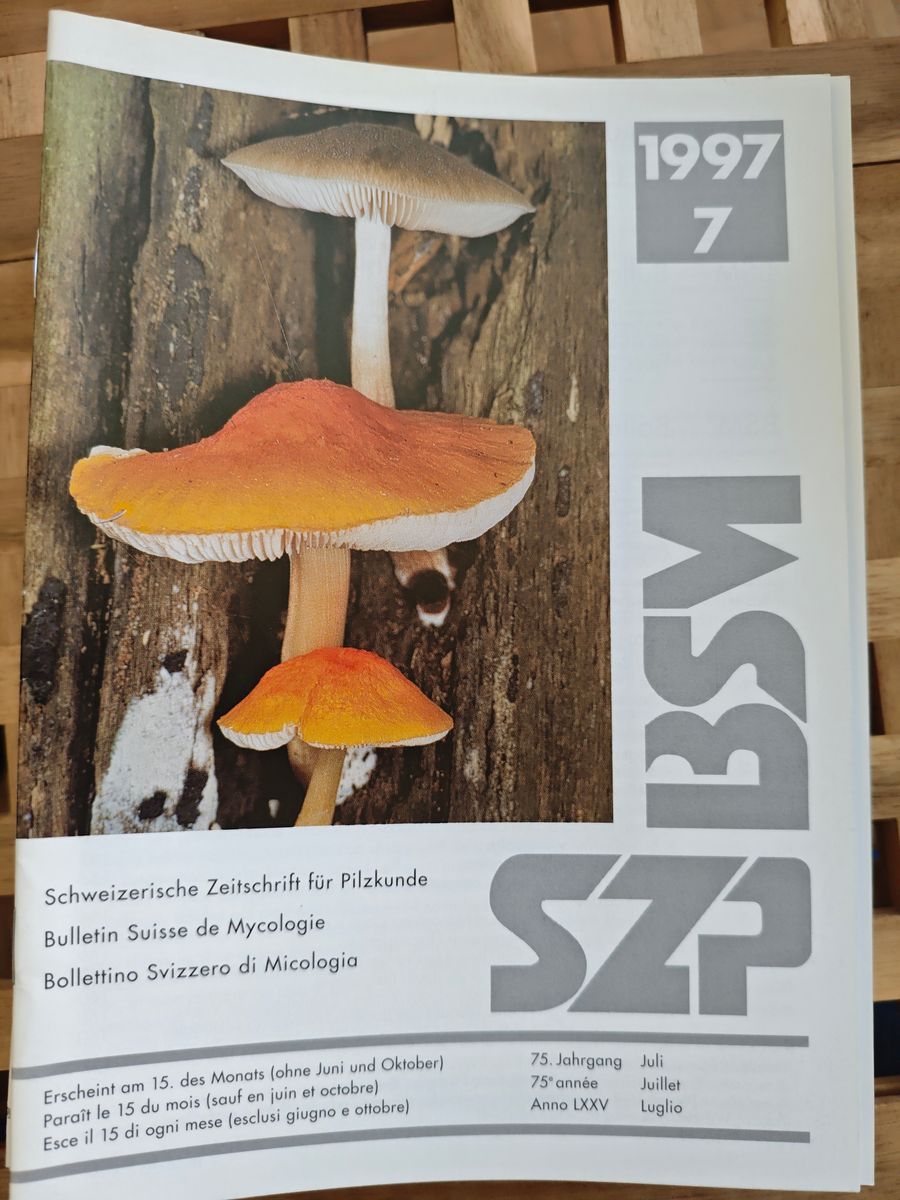 1997
7
BSM
SZP
Schweizerische Zeitschrift für Pilzkunde
Bulletin Suisse de Mycologie
Bollettino Svizzero di Micologia
Erscheint am 15. des Monats (ohne Juni und Oktober)
Paraît le 15 du mois (sauf en juin et octobre)
Esce il 15 di ogni mese (esclusi giugno e ottobre)
75. Jahrgang Juli
75e année Juillet
Anno LXXV Luglio